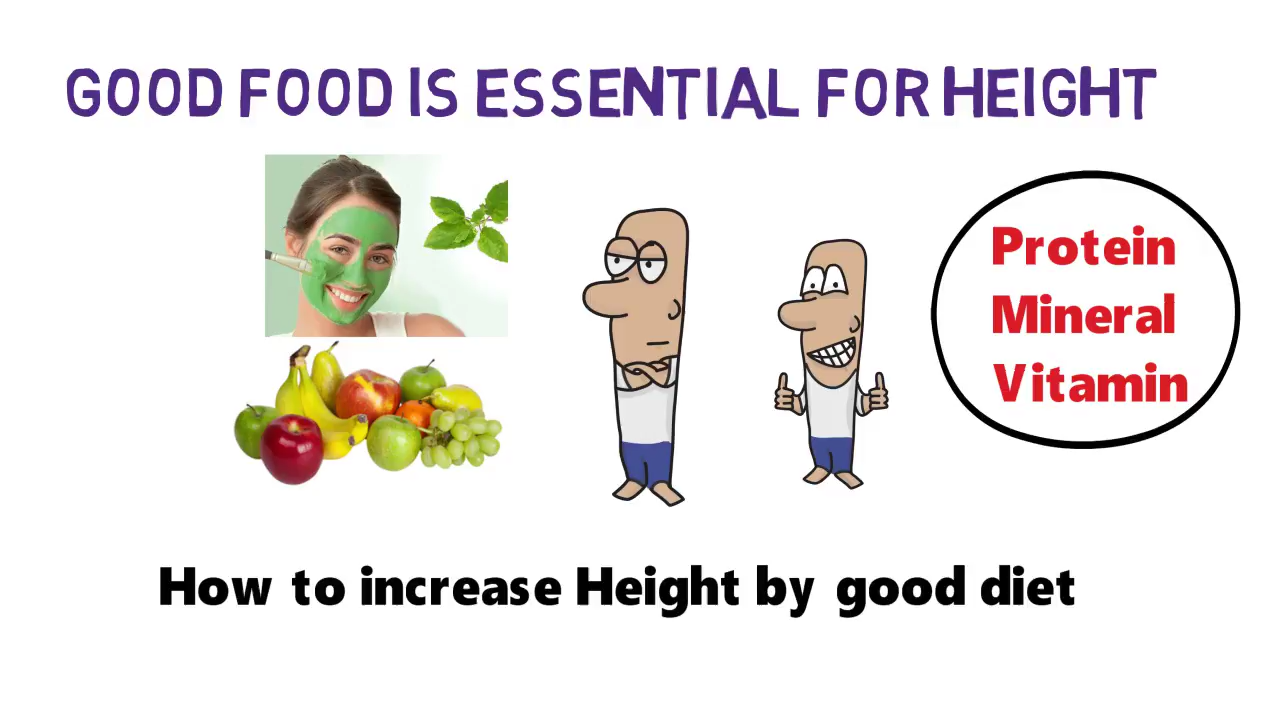 GOOD FOOD IS ESSENTIAL FOR HEIGHT
Protein
Mineral
Vitamin
How to increase Height by good diet